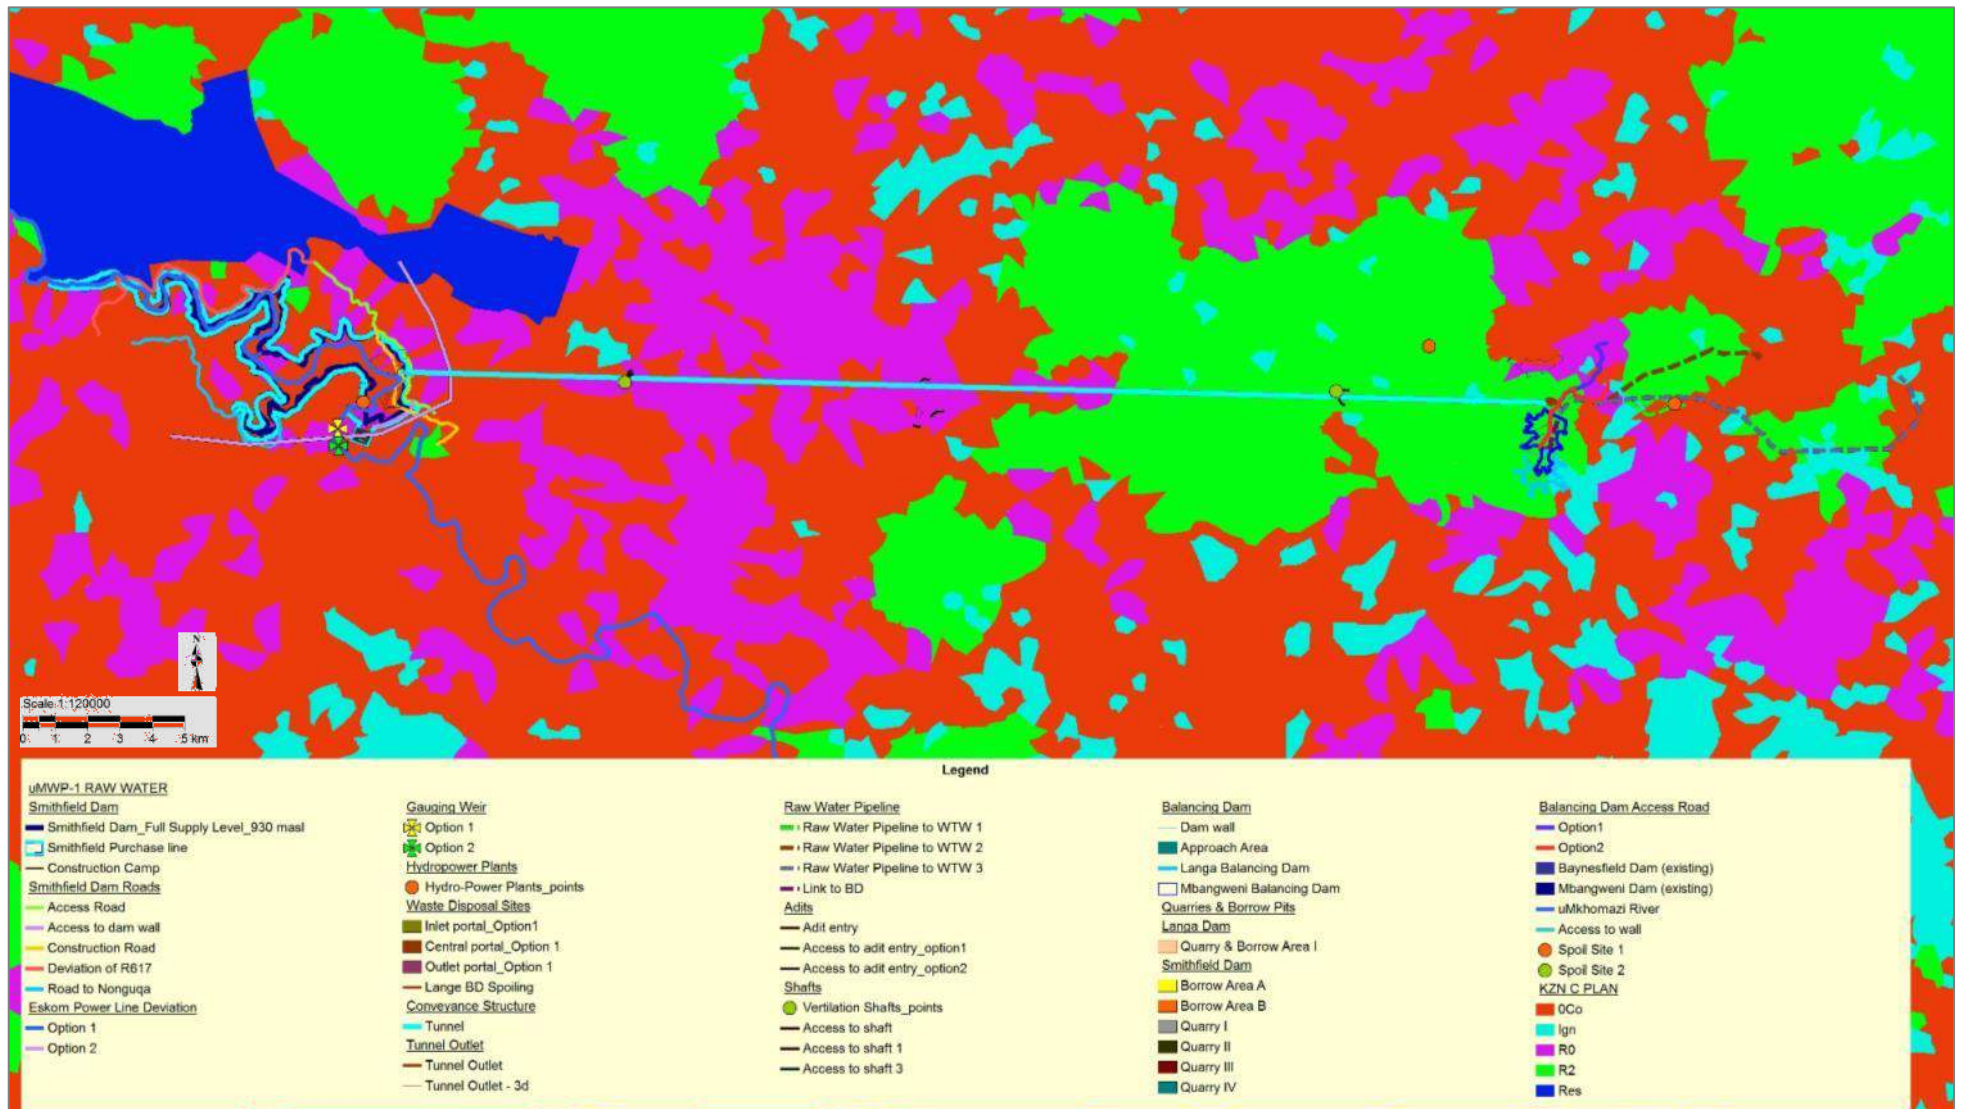 N
Scale 1:120000
0 1 2 3 4 5 km
Legend
uMWP-1 RAW WATER
Smithfield Dam
Smithfield Dam_Full Supply Level_930 masl
Smithfield Purchase line
Construction Camp
Smithfield Dam Roads
Access Road
Access to dam wall
Construction Road
Deviation of R617
Road to Nonguqa
Eskom Power Line Deviation
Option 1
Option 2
Gauging Weir
Option 1
Option 2
Hydropower Plants
Hydro-Power Plants_points
Waste Disposal Sites
Inlet portal_Option1
Central portal_Option 1
Outlet portal_Option 1
Lange BD Spoiling
Conveyance Structure
Tunnel
Tunnel Outlet
Tunnel Outlet
Tunnel Outlet - 3d
Raw Water Pipeline
Raw Water Pipeline to WTW 1
Raw Water Pipeline to WTW 2
Raw Water Pipeline to WTW 3
Link to BD
Adits
Adit entry
Access to adit entry_option1
Access to adit entry_option2
Shafts
Vertilation Shafts_points
Access to shaft
Access to shaft 1
Access to shaft 3
Balancing Dam
Dam wall
Approach Area
Langa Balancing Dam
Mbangweni Balancing Dam
Quarries & Borrow Pits
Langa Dam
Quarry & Borrow Area I
Smithfield Dam
Borrow Area A
Borrow Area B
Quarry I
Quarry II
Quarry III
Quarry IV
Balancing Dam Access Road
Option1
Option2
Baynesfield Dam (existing)
Mbangweni Dam (existing)
uMkhomazi River
Access to wall
Spoil Site 1
Spoil Site 2
KZN C PLAN
0Co
Ign
R0
R2
Res